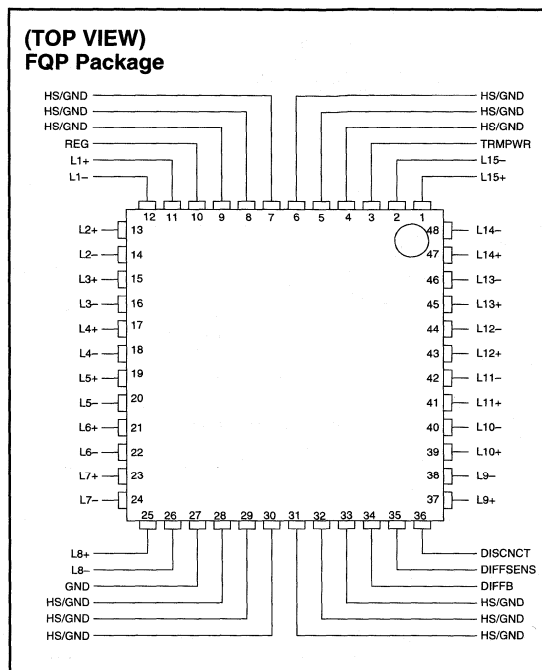 (TOP VIEW)
FQP Package
HS/GND HS/GND
HS/GND HS/GND
HS/GND HS/GND
REG TRMPWR
L1+ L15–
L1– L15+
12 11 10 9 8 7 6 5 4 3 2 1
L2+ 13 48 L14–
L2– 14 47 L14+
L3+ 15 46 L13–
L3– 16 45 L13+
L4+ 17 44 L12–
L4– 18 43 L12+
L5+ 19 42 L11–
L5– 20 41 L11+
L6+ 21 40 L10–
L6– 22 39 L10+
L7+ 23 38 L9–
L7– 24 37 L9+
25 26 27 28 29 30 31 32 33 34 35 36
L8+ DISCNCT
L8– DIFFSENS
GND DIFFB
HS/GND HS/GND
HS/GND HS/GND
HS/GND HS/GND